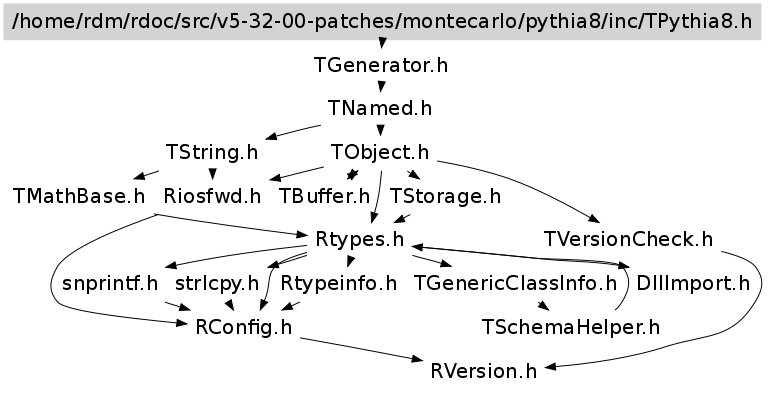 /home/rdm/rdoc/src/v5-32-00-patches/montecarlo/pythia8/inc/TPythia8.h
TGenerator.h
TNamed.h
TString.h TObject.h
TMathBase.h Riosfwd.h TBuffer.h TStorage.h
Rtypes.h TVersionCheck.h
snprintf.h strlcpy.h Rtypeinfo.h TGenericClassInfo.h DllImport.h
RConfig.h TSchemaHelper.h
RVersion.h